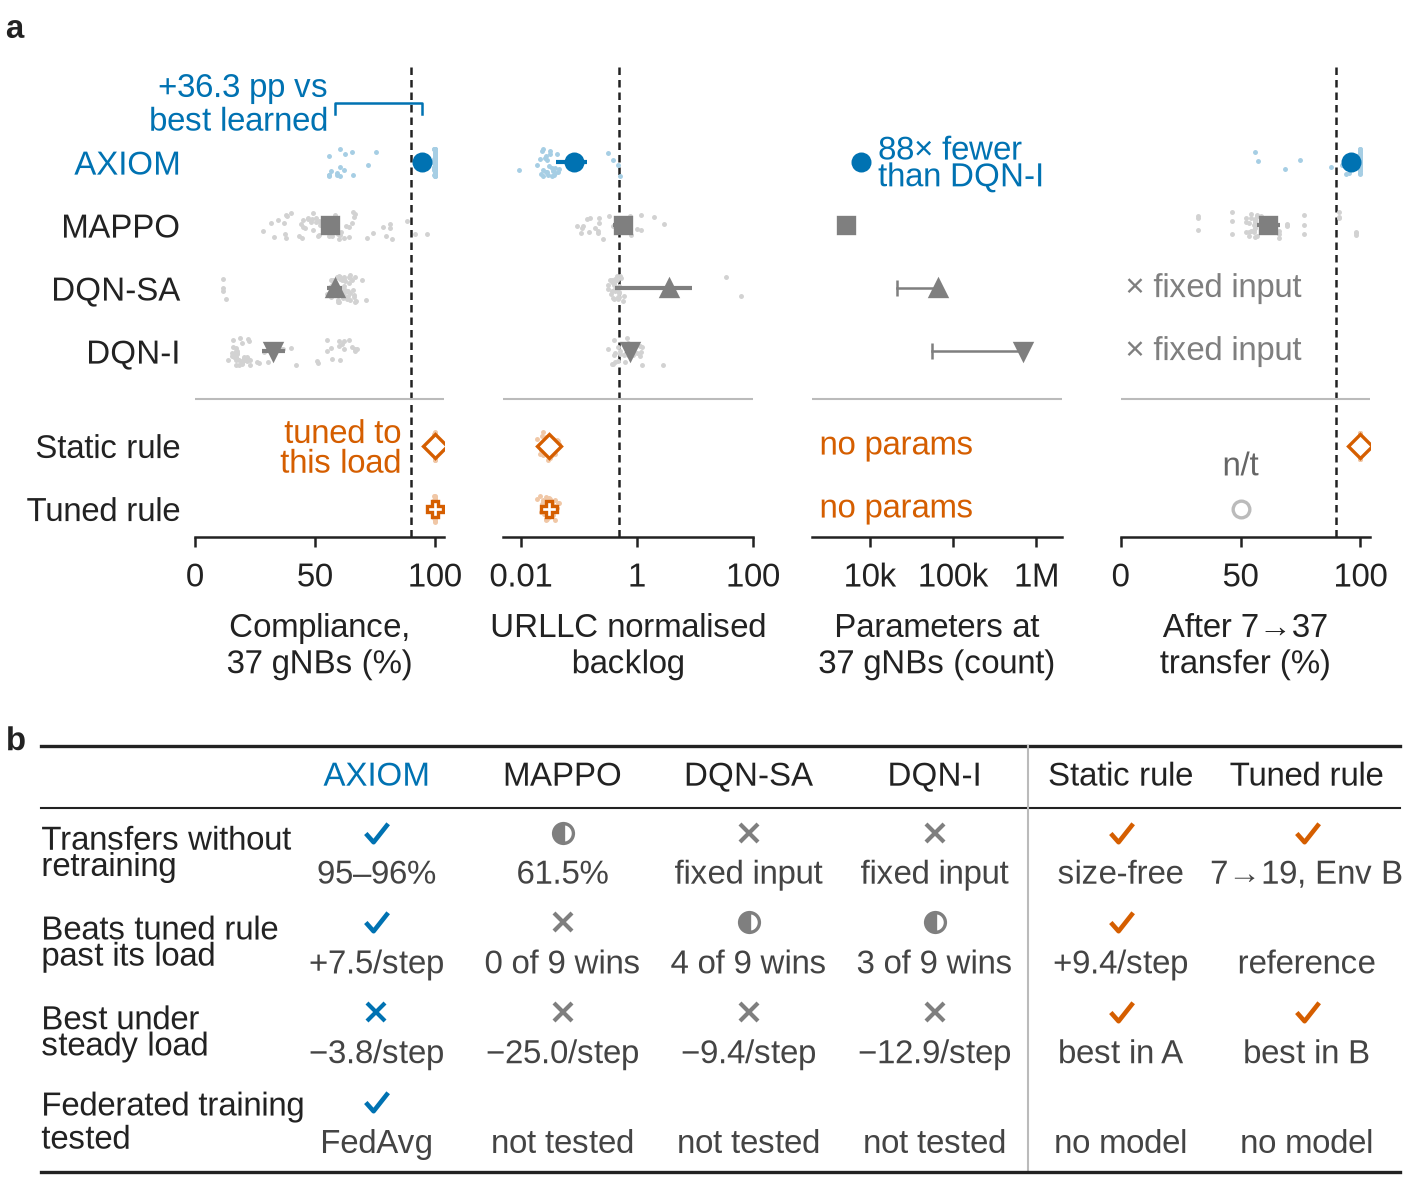 a
+36.3 pp vs
best learned
AXIOM
88× fewer
than DQN-I
MAPPO
DQN-SA
× fixed input
DQN-I
× fixed input
Static rule
tuned to
this load
no params
n/t
Tuned rule
no params
0 50 100
0.01 1 100
10k 100k 1M
0 50 100
Compliance,
37 gNBs (%)
URLLC normalised
backlog
Parameters at
37 gNBs (count)
After 7→37
transfer (%)
b
AXIOM MAPPO DQN-SA DQN-I Static rule Tuned rule
Transfers without
retraining
95–96% 61.5% fixed input fixed input size-free 7→19, Env B
Beats tuned rule
past its load
+7.5/step 0 of 9 wins 4 of 9 wins 3 of 9 wins +9.4/step reference
Best under
steady load
−3.8/step −25.0/step −9.4/step −12.9/step best in A best in B
Federated training
tested
FedAvg not tested not tested not tested no model no model